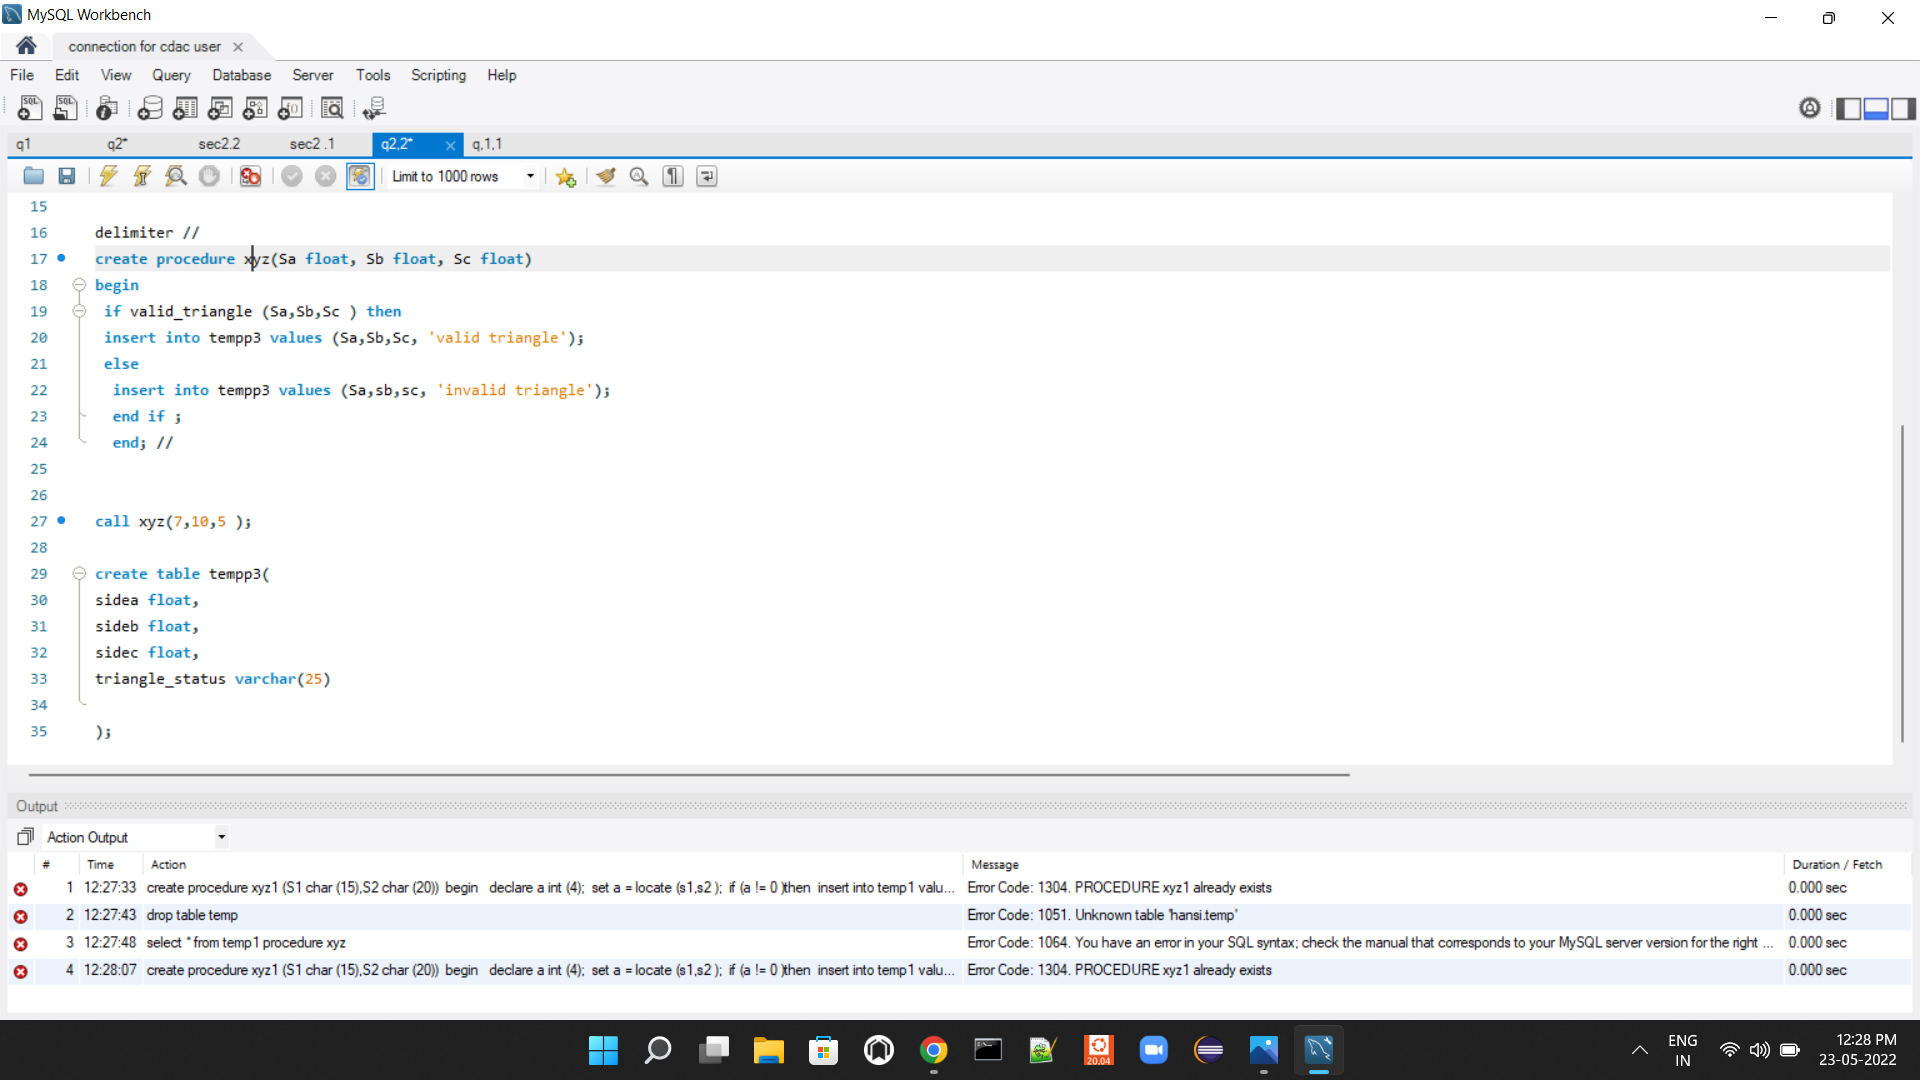 MySQL Workbench
connection for cdac user
File Edit View Query Database Server Tools Scripting Help
q1 q2* sec2.2 sec2 .1 q2,2* q,1,1
Limit to 1000 rows
15
16 delimiter //
17 create procedure xyz(Sa float, Sb float, Sc float)
18 begin
19 if valid_triangle (Sa,Sb,Sc ) then
20 insert into tempp3 values (Sa,Sb,Sc, 'valid triangle');
21 else
22 insert into tempp3 values (Sa,sb,sc, 'invalid triangle');
23 end if ;
24 end; //
25
26
27 call xyz(7,10,5 );
28
29 create table tempp3(
30 sidea float,
31 sideb float,
32 sidec float,
33 triangle_status varchar(25)
34
35 );
Output
Action Output
# Time Action Message Duration / Fetch
1 12:27:33 create procedure xyz1 (S1 char (15),S2 char (20)) begin declare a int (4); set a = locate (s1,s2 ); if (a != 0 )then insert into temp1 valu... Error Code: 1304. PROCEDURE xyz1 already exists 0.000 sec
2 12:27:43 drop table temp Error Code: 1051. Unknown table 'hansi.temp' 0.000 sec
3 12:27:48 select * from temp1 procedure xyz Error Code: 1064. You have an error in your SQL syntax; check the manual that corresponds to your MySQL server version for the right ... 0.000 sec
4 12:28:07 create procedure xyz1 (S1 char (15),S2 char (20)) begin declare a int (4); set a = locate (s1,s2 ); if (a != 0 )then insert into temp1 valu... Error Code: 1304. PROCEDURE xyz1 already exists 0.000 sec
20.04
ENG
IN
12:28 PM
23-05-2022